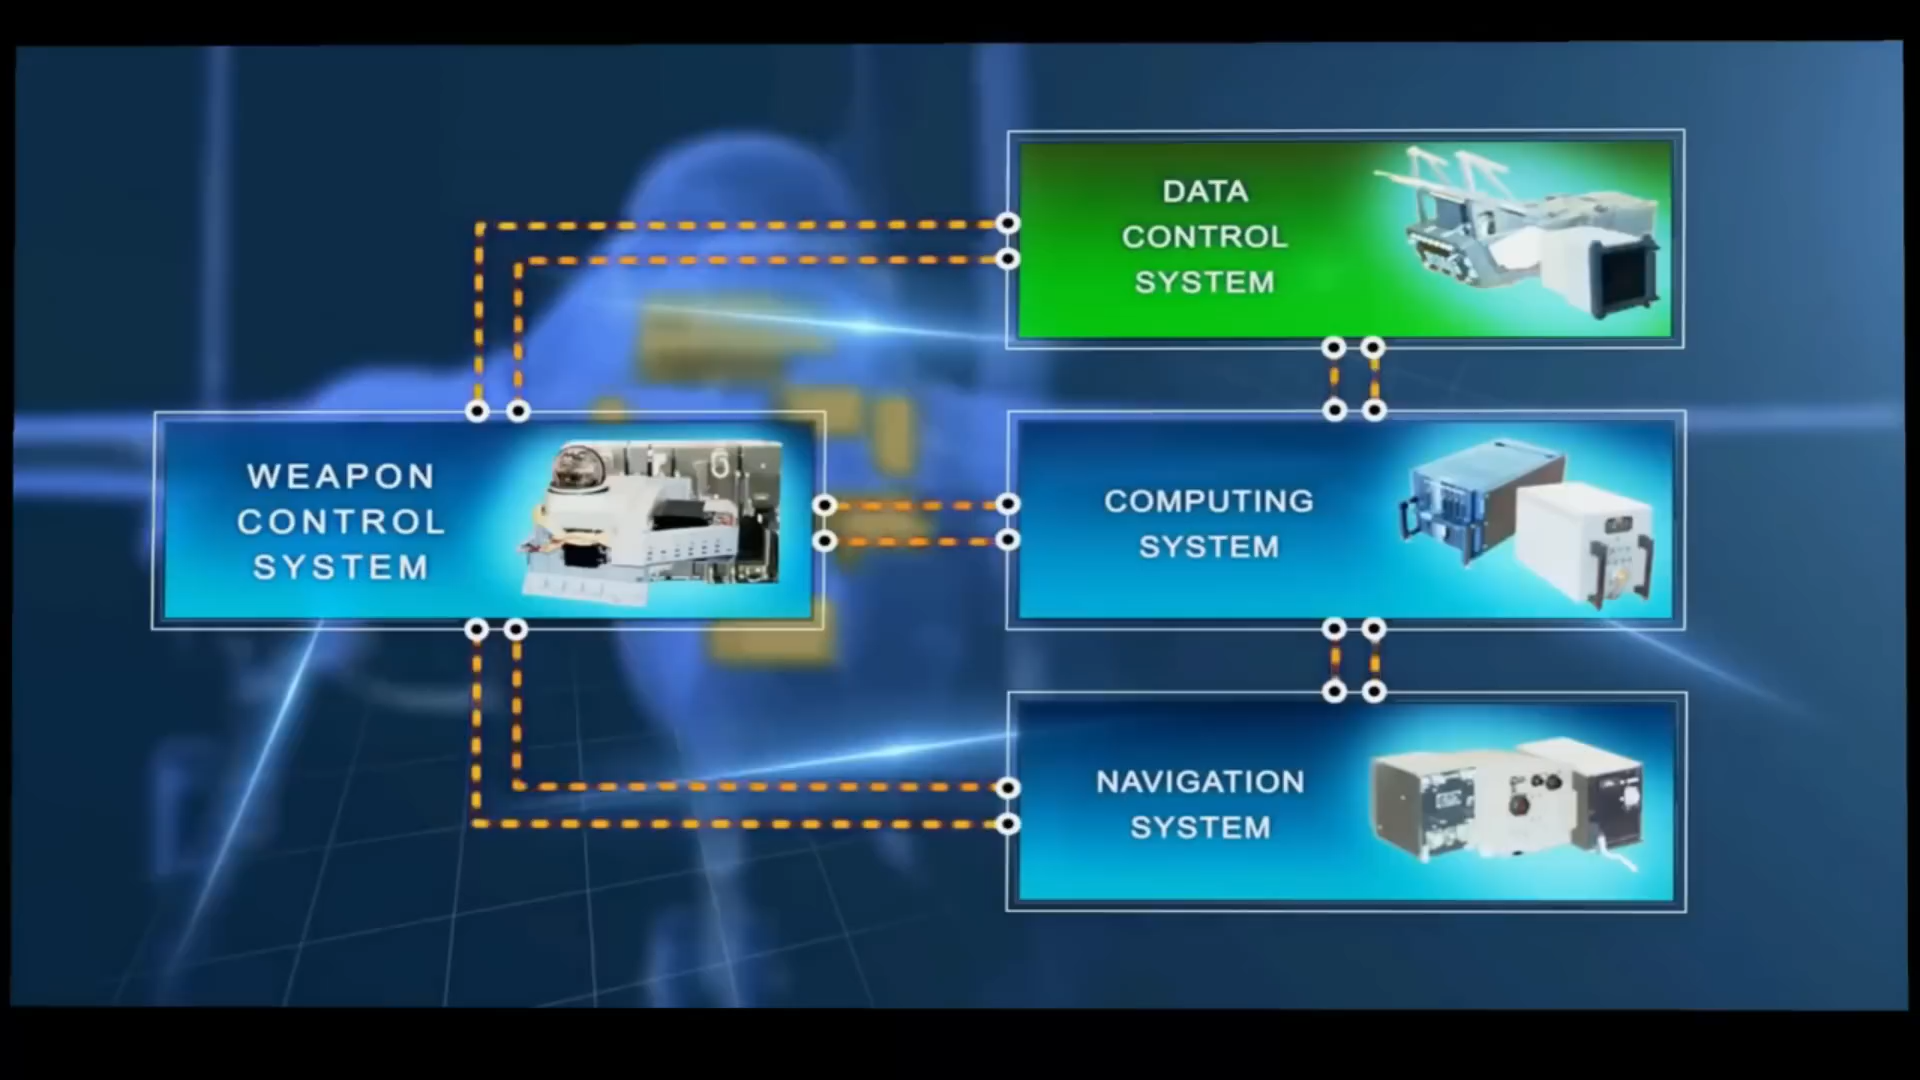 DATA
CONTROL
SYSTEM
WEAPON
CONTROL
SYSTEM
COMPUTING
SYSTEM
NAVIGATION
SYSTEM